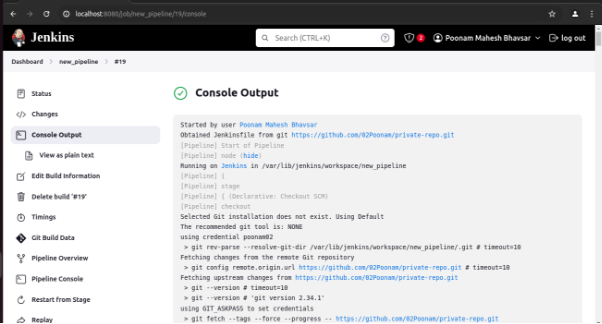 localhost:8080/job/new_pipeline/19/console
Jenkins
Search (CTRL+K)
2
Poonam Mahesh Bhavsar
log out
Dashboard > new_pipeline > #19
Status
Changes
Console Output
View as plain text
Edit Build Information
Delete build '#19'
Timings
Git Build Data
Pipeline Overview
Pipeline Console
Restart from Stage
Replay
Console Output
Started by user Poonam Mahesh Bhavsar
Obtained Jenkinsfile from git https://github.com/02Poonam/private-repo.git
[Pipeline] Start of Pipeline
[Pipeline] node (hide)
Running on Jenkins in /var/lib/jenkins/workspace/new_pipeline
[Pipeline] {
[Pipeline] stage
[Pipeline] { (Declarative: Checkout SCM)
[Pipeline] checkout
Selected Git installation does not exist. Using Default
The recommended git tool is: NONE
using credential poonam02
> git rev-parse --resolve-git-dir /var/lib/jenkins/workspace/new_pipeline/.git # timeout=10
Fetching changes from the remote Git repository
> git config remote.origin.url https://github.com/02Poonam/private-repo.git # timeout=10
Fetching upstream changes from https://github.com/02Poonam/private-repo.git
> git --version # timeout=10
> git --version # 'git version 2.34.1'
using GIT_ASKPASS to set credentials
> git fetch --tags --force --progress -- https://github.com/02Poonam/private-repo.git